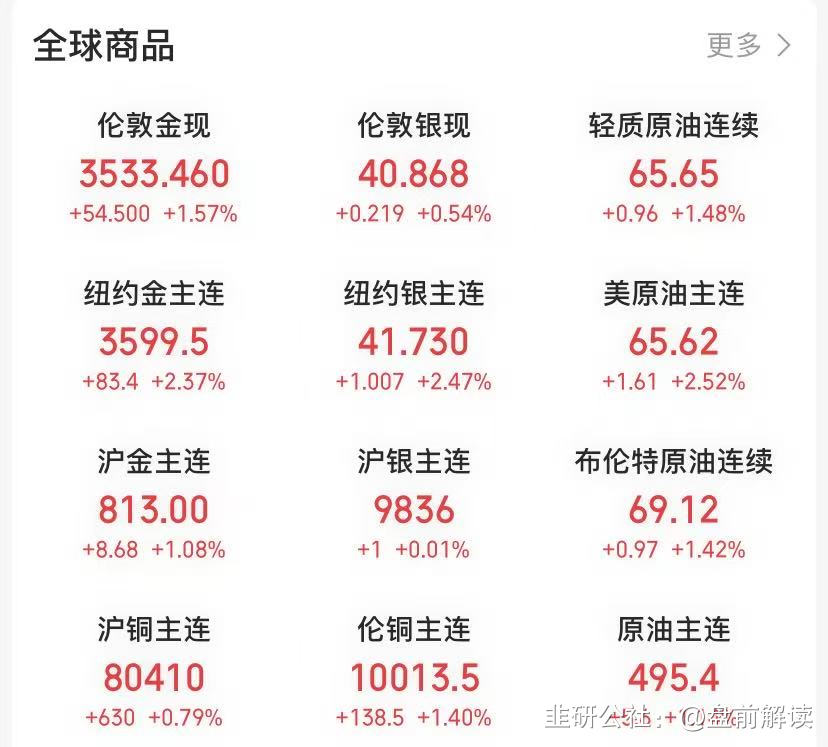 全球商品 更多
伦敦金现 伦敦银现 轻质原油连续
3533.460 40.868 65.65
+54.500 +1.57% +0.219 +0.54% +0.96 +1.48%
纽约金主连 纽约银主连 美原油主连
3599.5 41.730 65.62
+83.4 +2.37% +1.007 +2.47% +1.61 +2.52%
沪金主连 沪银主连 布伦特原油连续
813.00 9836 69.12
+8.68 +1.08% +1 +0.01% +0.97 +1.42%
沪铜主连 伦铜主连 原油主连
80410 10013.5 495.4
+630 +0.79% +138.5 +1.40%
韭研公社：@盘前解读